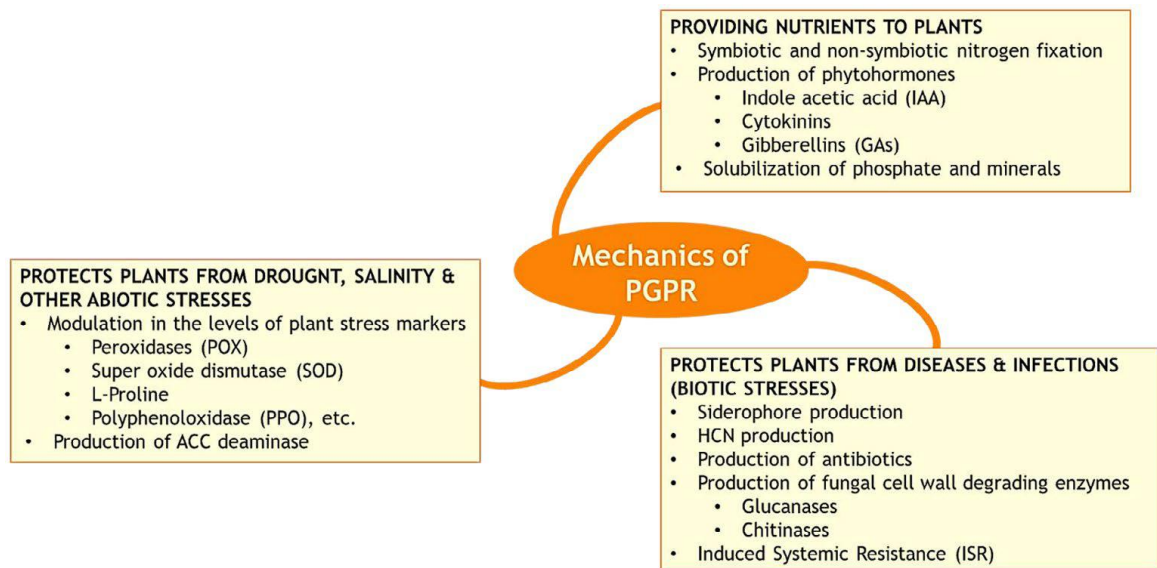 PROVIDING NUTRIENTS TO PLANTS
• Symbiotic and non-symbiotic nitrogen fixation
• Production of phytohormones
• Indole acetic acid (IAA)
• Cytokinins
• Gibberellins (GAs)
• Solubilization of phosphate and minerals
Mechanics of
PGPR
PROTECTS PLANTS FROM DROUGNT, SALINITY &
OTHER ABIOTIC STRESSES
• Modulation in the levels of plant stress markers
• Peroxidases (POX)
• Super oxide dismutase (SOD)
• L-Proline
• Polyphenoloxidase (PPO), etc.
• Production of ACC deaminase
PROTECTS PLANTS FROM DISEASES & INFECTIONS
(BIOTIC STRESSES)
• Siderophore production
• HCN production
• Production of antibiotics
• Production of fungal cell wall degrading enzymes
• Glucanases
• Chitinases
• Induced Systemic Resistance (ISR)